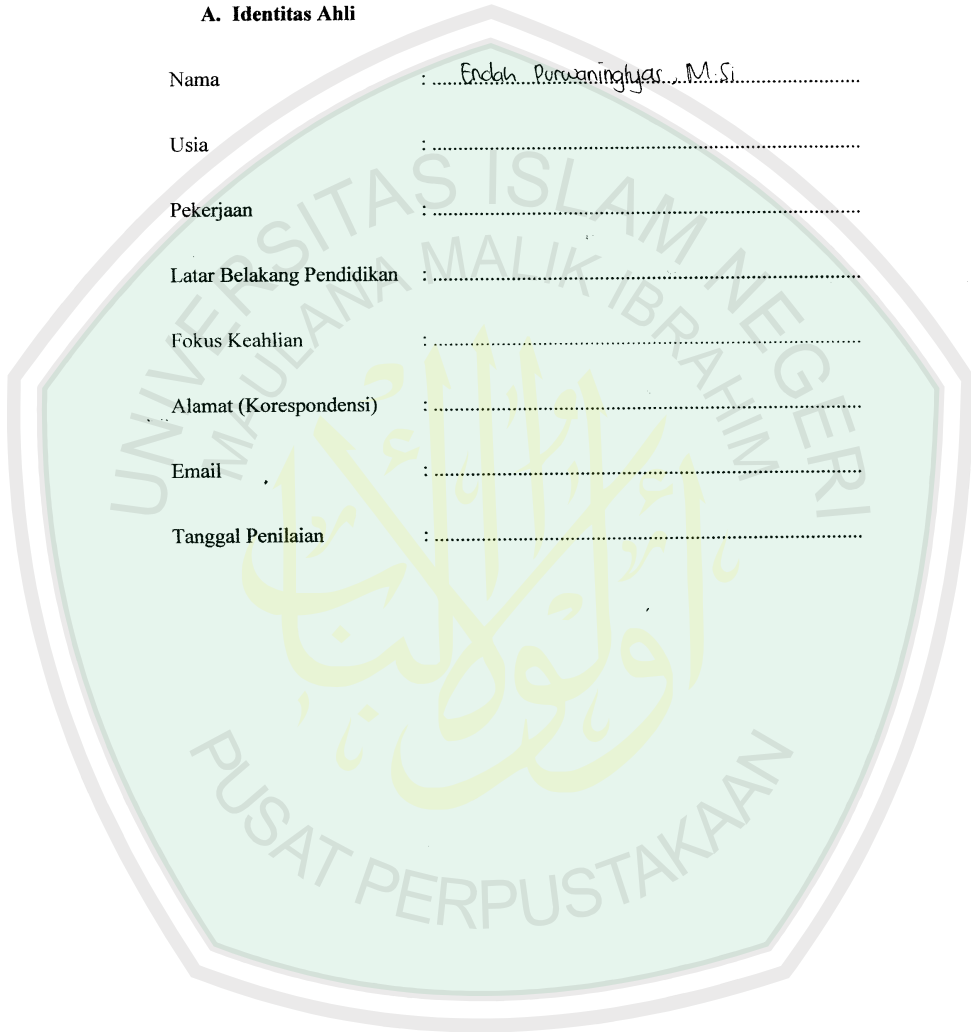 A. Identitas Ahli
Nama : Endah Purwaningtyas, M.Si
Usia :
Pekerjaan :
Latar Belakang Pendidikan :
Fokus Keahlian :
Alamat (Korespondensi) :
Email :
Tanggal Penilaian :
UNIVERSITAS ISLAM NEGERI
MAULANA MALIK IBRAHIM
PUSAT PERPUSTAKAAN